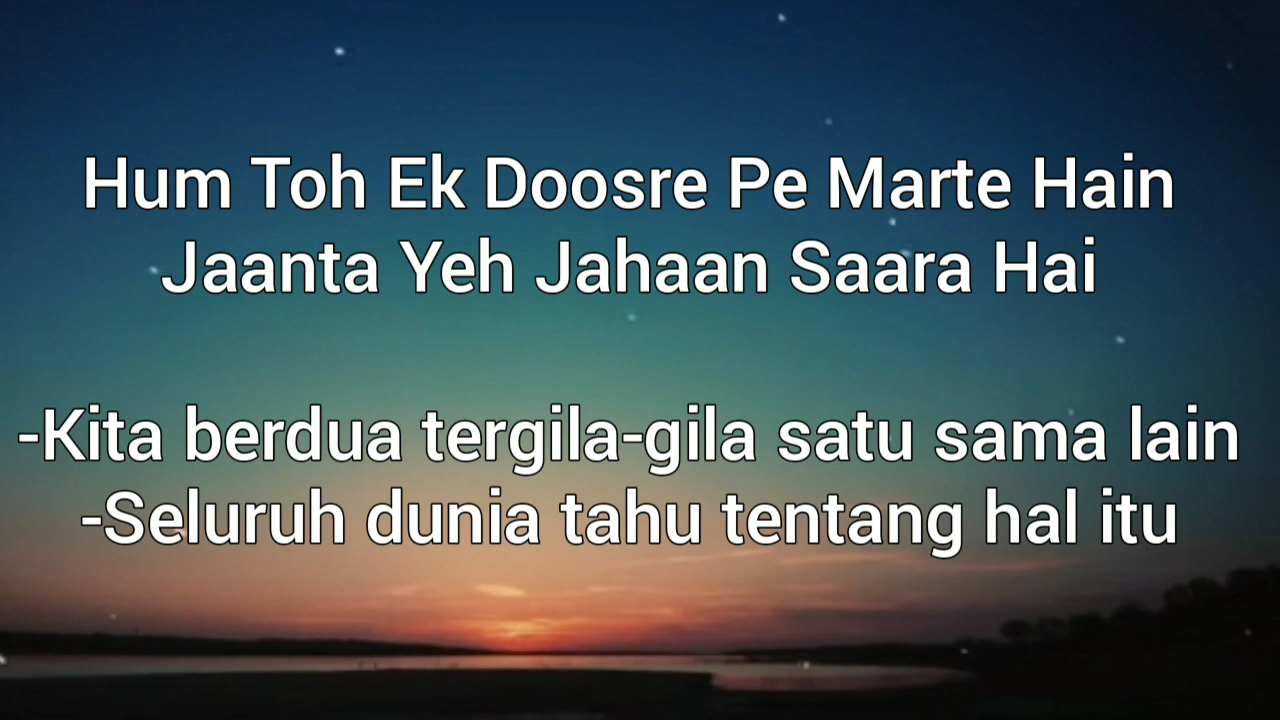 Hum Toh Ek Doosre Pe Marte Hain
Jaanta Yeh Jahaan Saara Hai
-Kita berdua tergila-gila satu sama lain
-Seluruh dunia tahu tentang hal itu